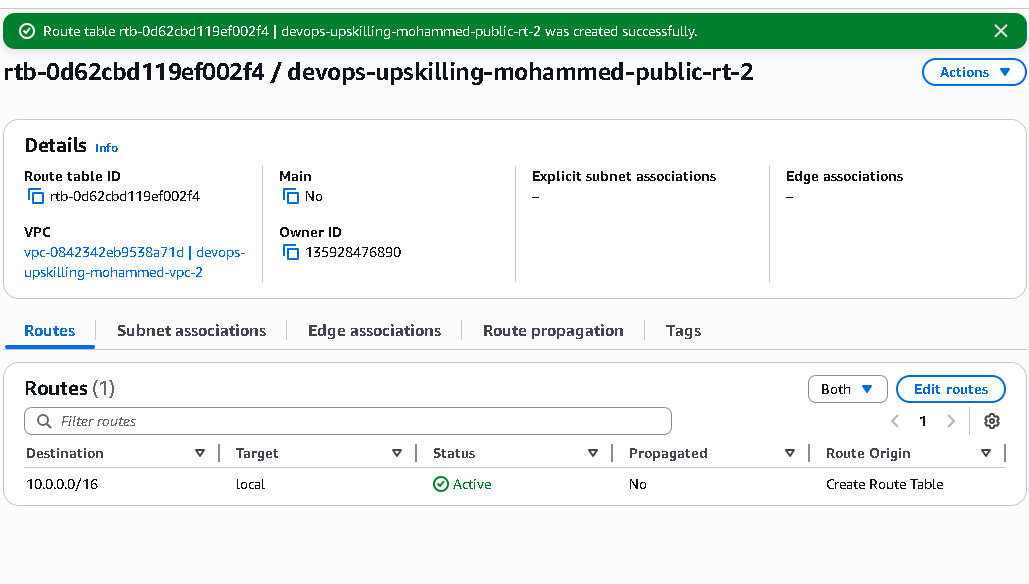 Route table rtb-0d62cbd119ef002f4 | devops-upskilling-mohammed-public-rt-2 was created successfully.
rtb-0d62cbd119ef002f4 / devops-upskilling-mohammed-public-rt-2
Actions
Details Info
Route table ID
rtb-0d62cbd119ef002f4
Main
No
Explicit subnet associations
–
Edge associations
–
VPC
vpc-0842342eb9538a71d | devops-
upskilling-mohammed-vpc-2
Owner ID
135928476890
Routes Subnet associations Edge associations Route propagation Tags
Routes (1)
Both Edit routes
Filter routes
1
Destination Target Status Propagated Route Origin
10.0.0.0/16 local Active No Create Route Table